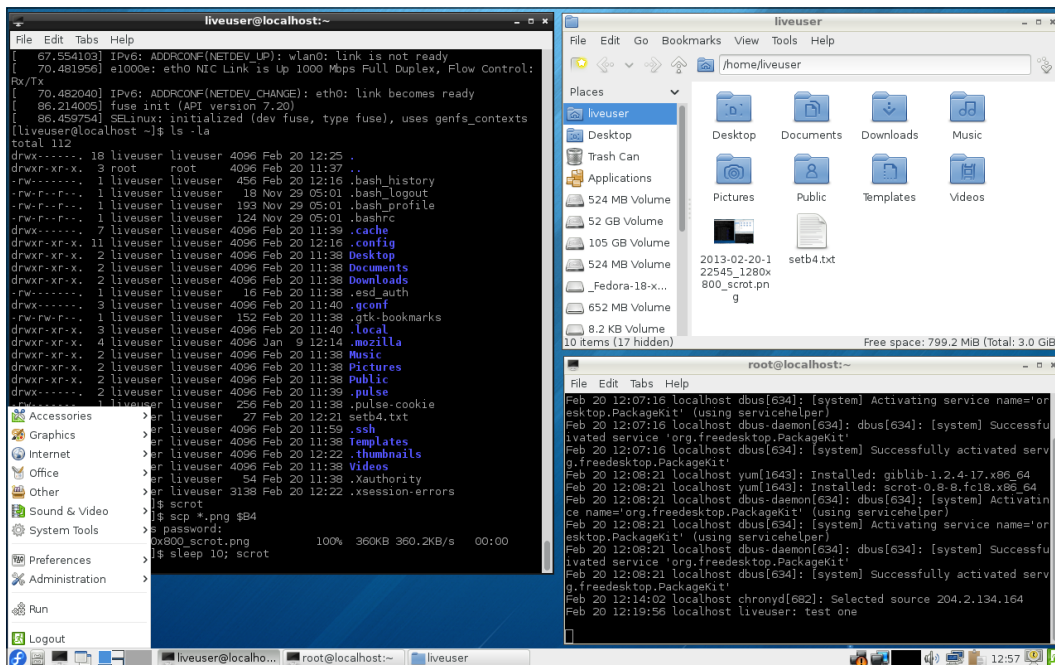 liveuser@localhost:~
File Edit Tabs Help
[   67.554103] IPv6: ADDRCONF(NETDEV_UP): wlan0: link is not ready
[   70.481956] e1000e: eth0 NIC Link is Up 1000 Mbps Full Duplex, Flow Control:
Rx/Tx
[   70.482040] IPv6: ADDRCONF(NETDEV_CHANGE): eth0: link becomes ready
[   86.214005] fuse init (API version 7.20)
[   86.459754] SELinux: initialized (dev fuse, type fuse), uses genfs_contexts
[liveuser@localhost ~]$ ls -la
total 112
drwx------. 18 liveuser liveuser 4096 Feb 20 12:25 .
drwxr-xr-x.  3 root     root     4096 Feb 20 11:37 ..
-rw-------.  1 liveuser liveuser  456 Feb 20 12:16 .bash_history
-rw-r--r--.  1 liveuser liveuser   18 Nov 29 05:01 .bash_logout
-rw-r--r--.  1 liveuser liveuser  193 Nov 29 05:01 .bash_profile
-rw-r--r--.  1 liveuser liveuser  124 Nov 29 05:01 .bashrc
drwx------.  7 liveuser liveuser 4096 Feb 20 11:39 .cache
drwxr-xr-x. 11 liveuser liveuser 4096 Feb 20 12:16 .config
drwxr-xr-x.  2 liveuser liveuser 4096 Feb 20 11:38 Desktop
drwxr-xr-x.  2 liveuser liveuser 4096 Feb 20 11:38 Documents
drwxr-xr-x.  2 liveuser liveuser 4096 Feb 20 11:38 Downloads
-rw-------.  1 liveuser liveuser   16 Feb 20 11:38 .esd_auth
drwx------.  3 liveuser liveuser 4096 Feb 20 11:40 .gconf
-rw-rw-r--.  1 liveuser liveuser  152 Feb 20 11:38 .gtk-bookmarks
drwxr-xr-x.  3 liveuser liveuser 4096 Feb 20 11:40 .local
drwxr-xr-x.  4 liveuser liveuser 4096 Jan  9 12:14 .mozilla
drwxr-xr-x.  2 liveuser liveuser 4096 Feb 20 11:38 Music
drwxr-xr-x.  2 liveuser liveuser 4096 Feb 20 11:38 Pictures
drwxr-xr-x.  2 liveuser liveuser 4096 Feb 20 11:38 Public
drwx------.  2 liveuser liveuser 4096 Feb 20 11:39 .pulse
1 liveuser liveuser  256 Feb 20 11:38 .pulse-cookie
er liveuser   27 Feb 20 12:21 setb4.txt
er liveuser 4096 Feb 20 11:59 .ssh
er liveuser 4096 Feb 20 11:38 Templates
er liveuser 4096 Feb 20 12:22 .thumbnails
er liveuser 4096 Feb 20 11:38 Videos
er liveuser   54 Feb 20 11:38 .Xauthority
er liveuser 3138 Feb 20 12:22 .xsession-errors
]$ scrot
]$ scp *.png $B4
s password:
0x800_scrot.png 100% 360KB 360.2KB/s 00:00
]$ sleep 10; scrot
Accessories
Graphics
Internet
Office
Other
Sound & Video
System Tools
Preferences
Administration
Run
Logout
liveuser
File Edit Go Bookmarks View Tools Help
/home/liveuser
Places
liveuser
Desktop
Trash Can
Applications
524 MB Volume
52 GB Volume
105 GB Volume
524 MB Volume
_Fedora-18-x...
652 MB Volume
8.2 KB Volume
Desktop Documents Downloads Music
Pictures Public Templates Videos
2013-02-20-1
22545_1280x
800_scrot.pn
g
setb4.txt
10 items (17 hidden)
Free space: 799.2 MiB (Total: 3.0 GiB
root@localhost:~
File Edit Tabs Help
Feb 20 12:07:16 localhost dbus[634]: [system] Activating service name='or
esktop.PackageKit' (using servicehelper)
Feb 20 12:07:16 localhost dbus-daemon[634]: dbus[634]: [system] Successfu
ivated service 'org.freedesktop.PackageKit'
Feb 20 12:07:16 localhost dbus[634]: [system] Successfully activated serv
g.freedesktop.PackageKit'
Feb 20 12:08:21 localhost yum[1643]: Installed: giblib-1.2.4-17.x86_64
Feb 20 12:08:21 localhost yum[1643]: Installed: scrot-0.8-8.fc18.x86_64
Feb 20 12:08:21 localhost dbus-daemon[634]: dbus[634]: [system] Activatin
ce name='org.freedesktop.PackageKit' (using servicehelper)
Feb 20 12:08:21 localhost dbus[634]: [system] Activating service name='or
esktop.PackageKit' (using servicehelper)
Feb 20 12:08:21 localhost dbus-daemon[634]: dbus[634]: [system] Successfu
ivated service 'org.freedesktop.PackageKit'
Feb 20 12:08:21 localhost dbus[634]: [system] Successfully activated serv
g.freedesktop.PackageKit'
Feb 20 12:14:02 localhost chronyd[682]: Selected source 204.2.134.164
Feb 20 12:19:56 localhost liveuser: test one
liveuser@localho...
root@localhost:~
liveuser
12:57